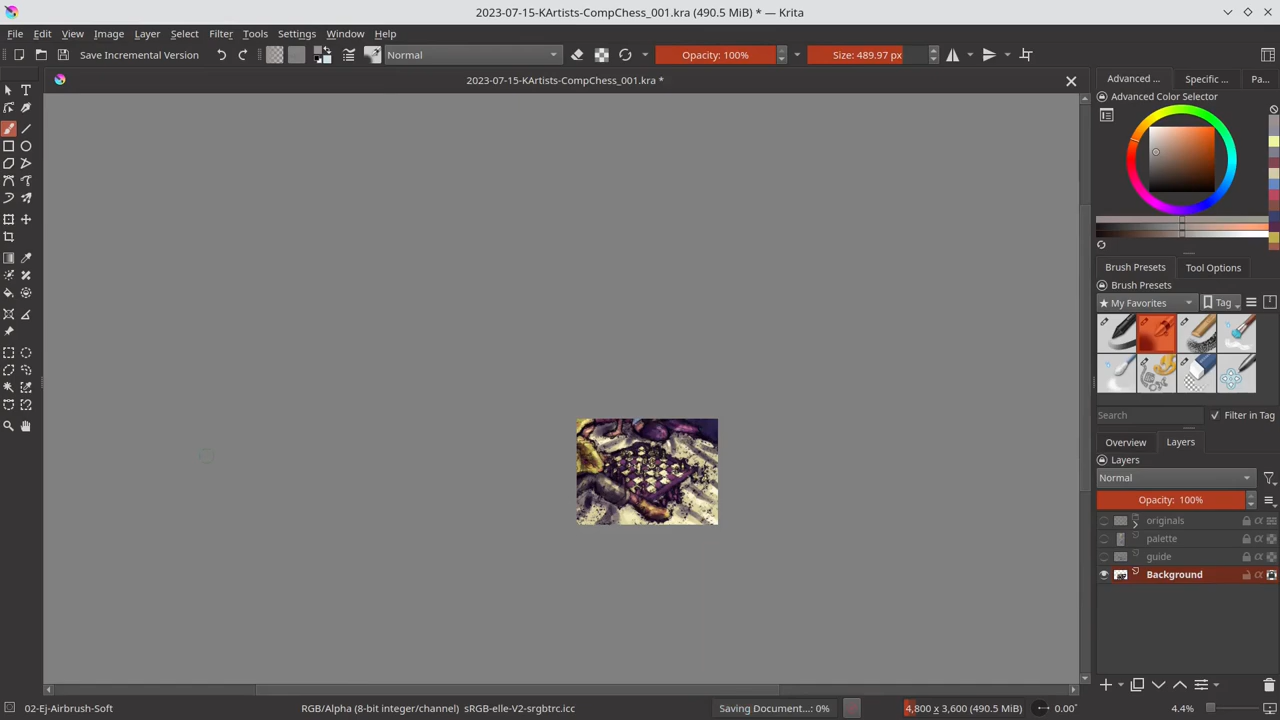 2023-07-15-KArtists-CompChess_001.kra (490.5 MiB) * — Krita
File Edit View Image Layer Select Filter Tools Settings Window Help
Save Incremental Version
Normal
Opacity: 100%
Size: 489.97 px
2023-07-15-KArtists-CompChess_001.kra *
Advanced ...
Specific ...
Pa...
Advanced Color Selector
Brush Presets
Tool Options
Brush Presets
★ My Favorites
Tag
Search
Filter in Tag
Overview
Layers
Layers
Normal
Opacity: 100%
originals
palette
guide
Background
02-Ej-Airbrush-Soft
RGB/Alpha (8-bit integer/channel) sRGB-elle-V2-srgbtrc.icc
Saving Document...: 0%
4,800 x 3,600 (490.5 MiB)
0.00°
4.4%